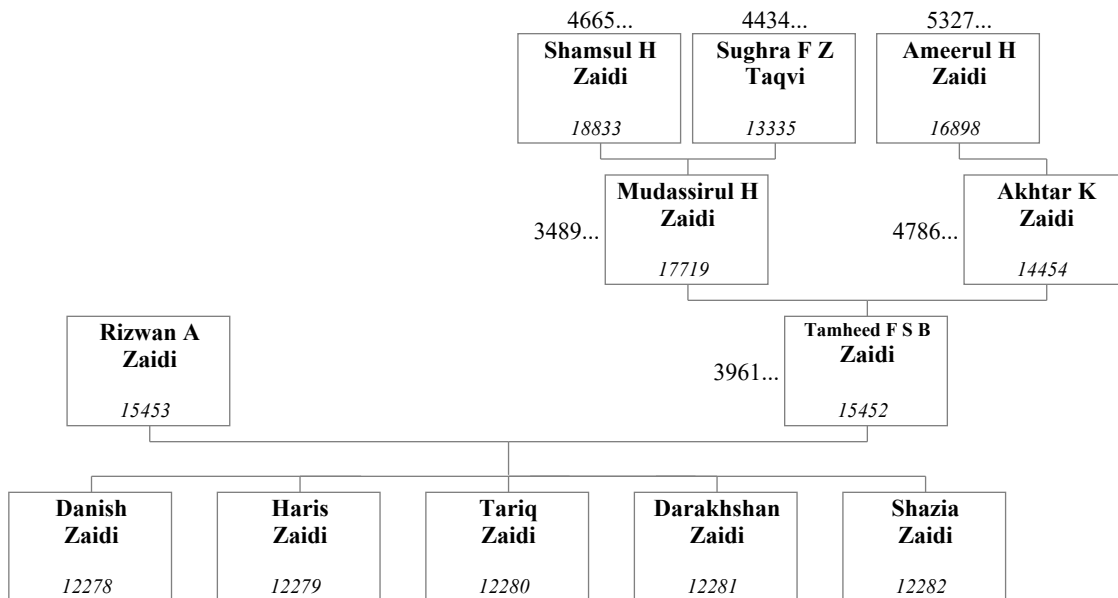 4665... 4434... 5327...
Shamsul H
Zaidi
18833
Sughra F Z
Taqvi
13335
Ameerul H
Zaidi
16898
3489...
Mudassirul H
Zaidi
17719
4786...
Akhtar K
Zaidi
14454
Rizwan A
Zaidi
15453
3961...
Tamheed F S B
Zaidi
15452
Danish
Zaidi
12278
Haris
Zaidi
12279
Tariq
Zaidi
12280
Darakhshan
Zaidi
12281
Shazia
Zaidi
12282